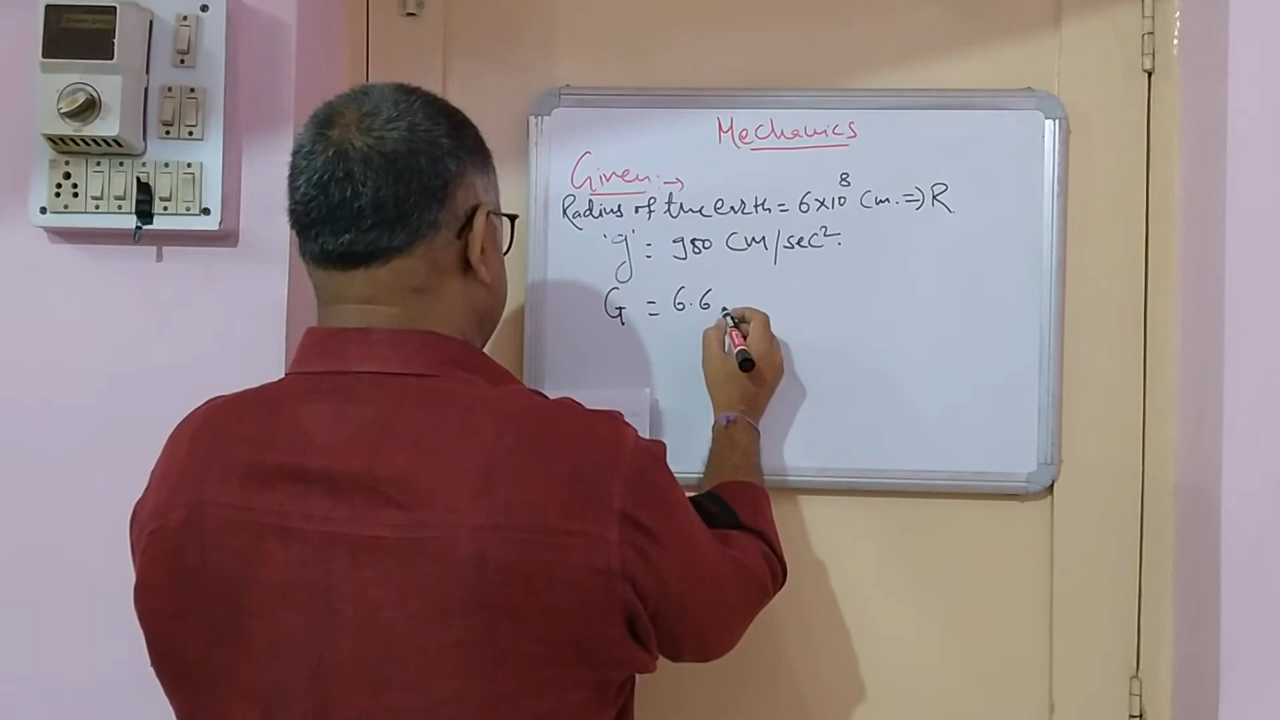 Mechanics
Given:→
Radius of the earth = 6×10⁸ cm. ⇒ R.
'g' = 980 cm/sec².
G = 6.6